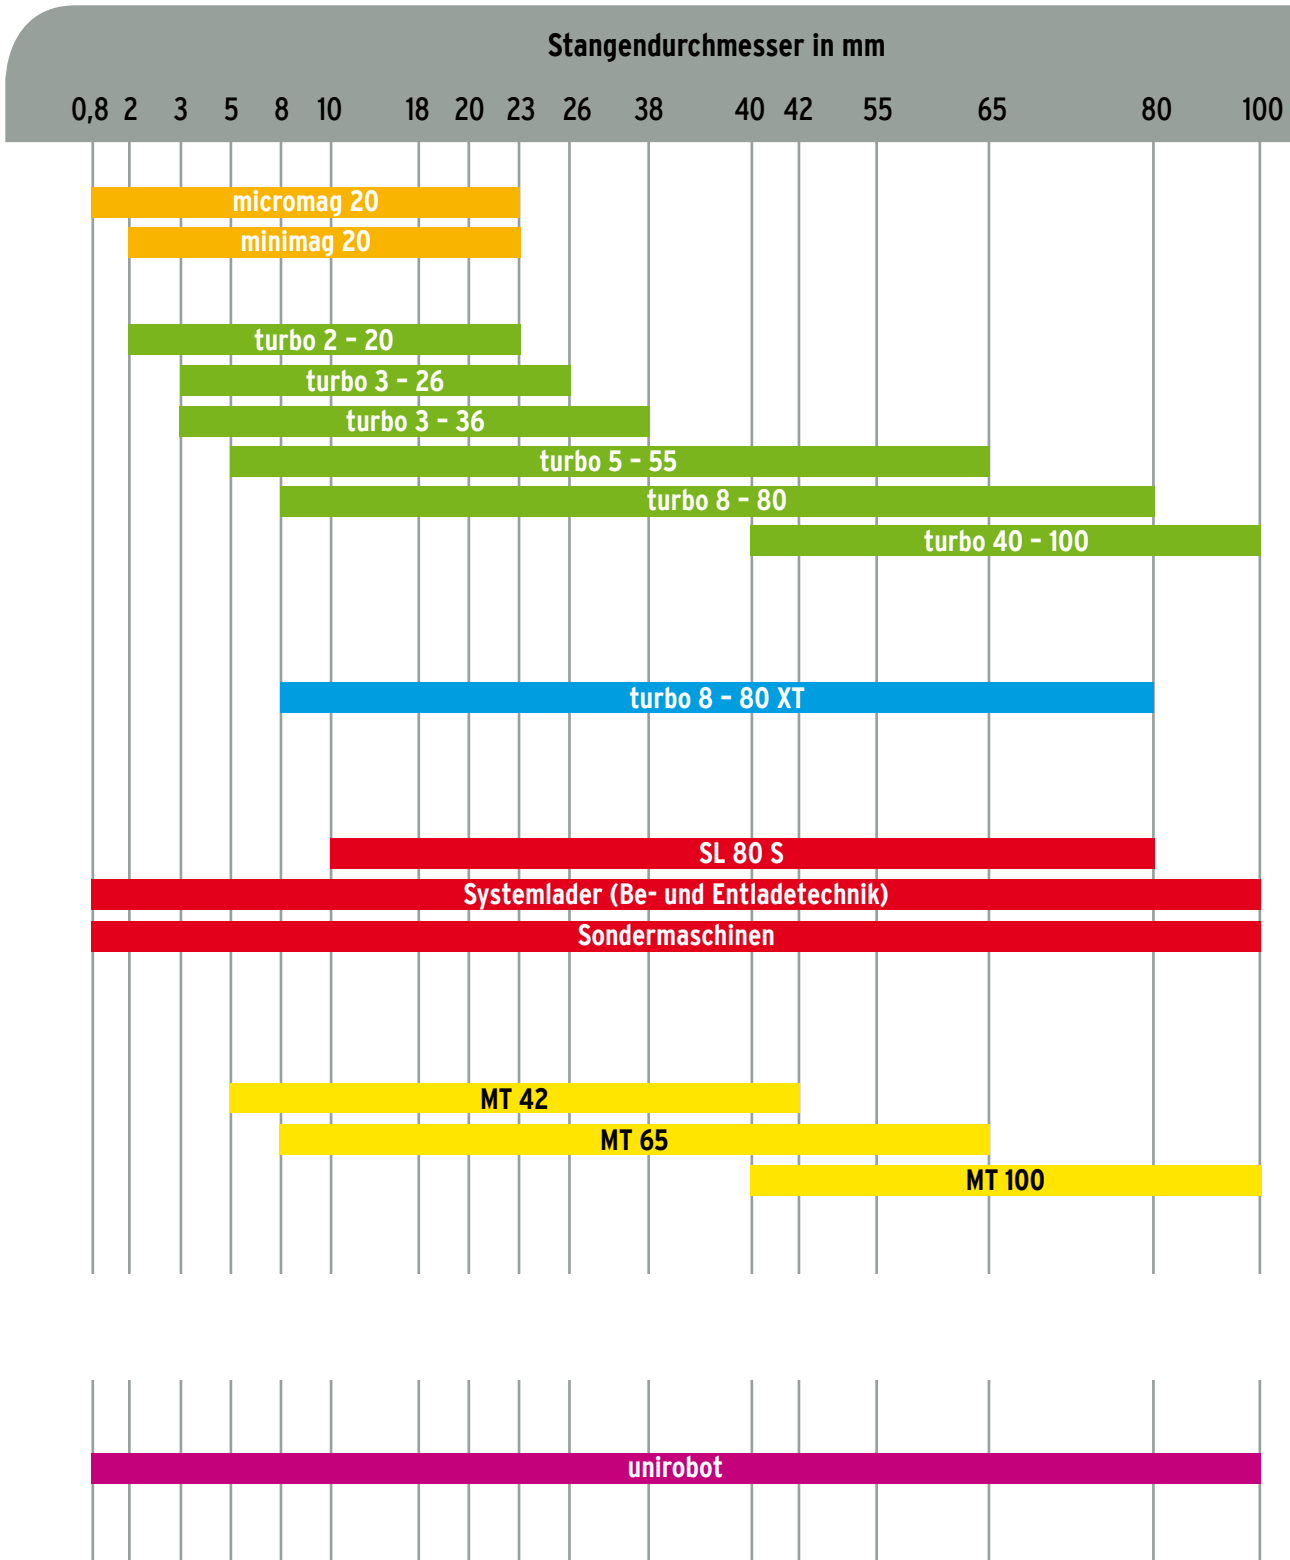 Stangendurchmesser in mm
0,8 2 3 5 8 10 18 20 23 26 38 40 42 55 65 80 100
micromag 20
minimag 20
turbo 2 – 20
turbo 3 – 26
turbo 3 – 36
turbo 5 – 55
turbo 8 – 80
turbo 40 – 100
turbo 8 – 80 XT
SL 80 S
Systemlader (Be- und Entladetechnik)
Sondermaschinen
MT 42
MT 65
MT 100
unirobot